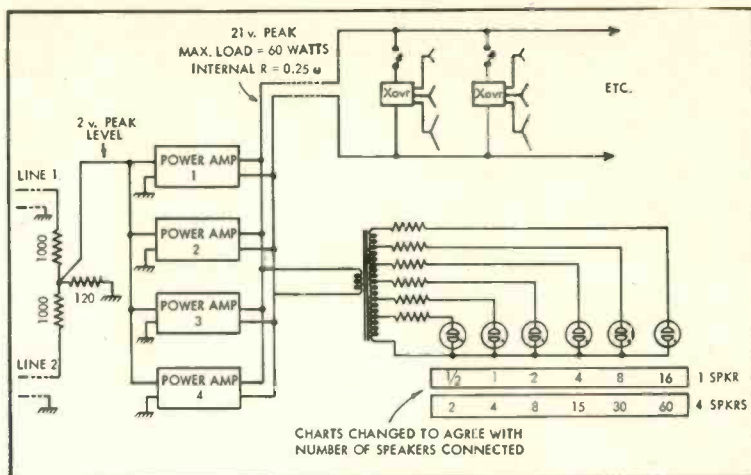 21 v. PEAK
MAX. LOAD = 60 WATTS
INTERNAL R = 0.25 ω
2 v. PEAK
LEVEL
LINE 1
1000
120
1000
LINE 2
POWER AMP
1
POWER AMP
2
POWER AMP
3
POWER AMP
4
Xovr
Xovr
ETC.
1/2 1 2 4 8 16 1 SPKR
2 4 8 15 30 60 4 SPKRS
CHARTS CHANGED TO AGREE WITH
NUMBER OF SPEAKERS CONNECTED